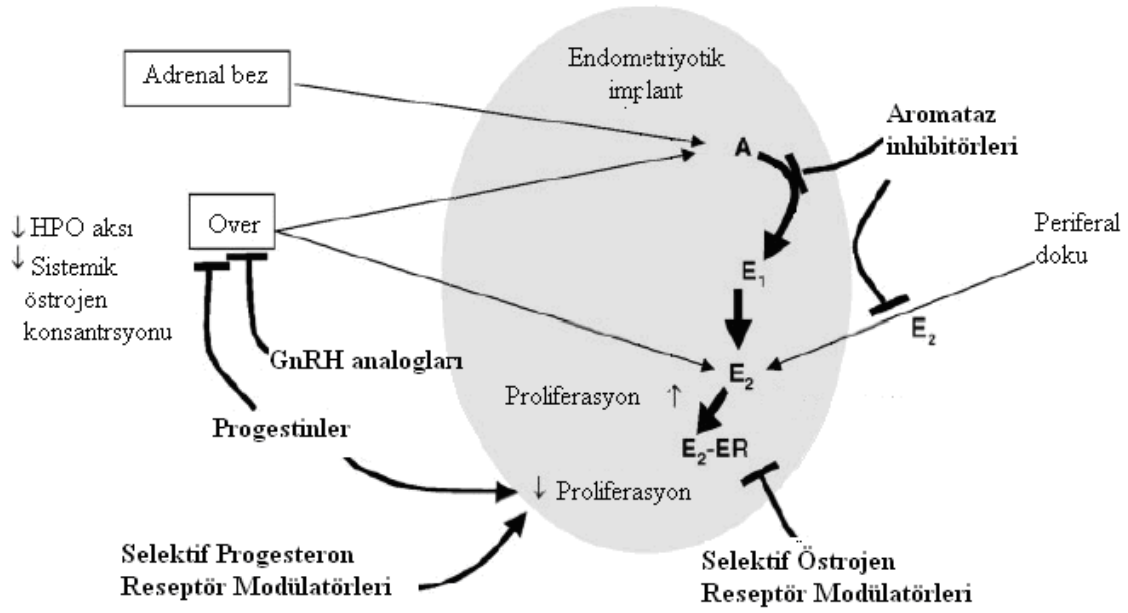 Adrenal bez
Endometriyotik
implant
Aromataz
inhibitörleri
A
Over
↓ HPO aksı
↓ Sistemik
östrojen
konsantrsyonu
Periferal
doku
E₁
E₂
GnRH analogları
E₂
Proliferasyon ↑
Progestinler
E₂-ER
↓ Proliferasyon
Selektif Progesteron
Reseptör Modülatörleri
Selektif Östrojen
Reseptör Modülatörleri